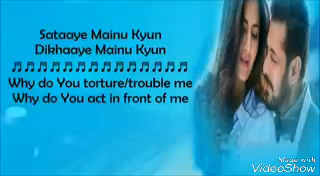 Sataaye Mainu Kyun
Dikhaaye Mainu Kyun
Why do You torture/trouble me
Why do You act in front of me
Made with
VideoShow